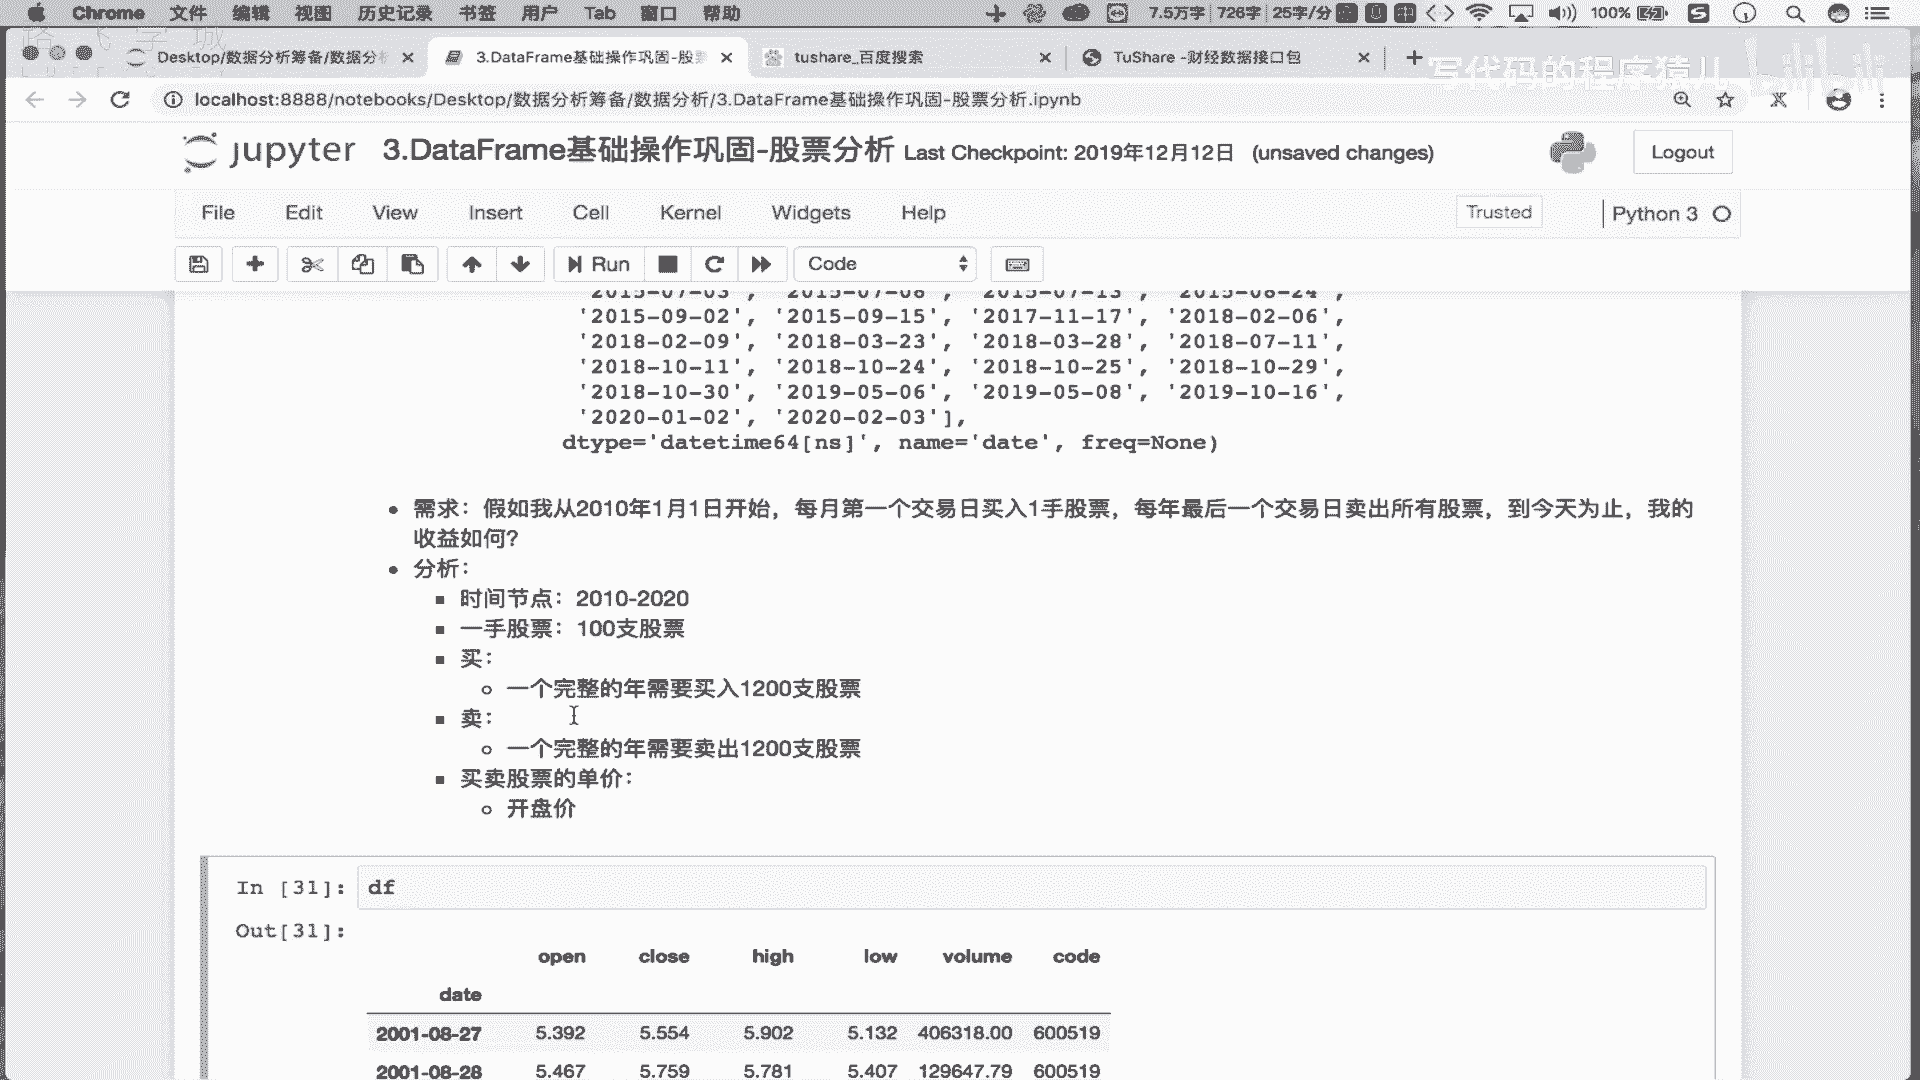 Chrome 文件 编辑 视图 历史记录 书签 用户 Tab 窗口 帮助 7.5万字 726字 25字/分 100%
Desktop/数据分析筹备/数据分析 3.DataFrame基础操作巩固-股票 tushare_百度搜索 TuShare -财经数据接口包
写代码的程序猿儿 bilibili
localhost:8888/notebooks/Desktop/数据分析筹备/数据分析/3.DataFrame基础操作巩固-股票分析.ipynb
jupyter 3.DataFrame基础操作巩固-股票分析 Last Checkpoint: 2019年12月12日 (unsaved changes) Logout
File Edit View Insert Cell Kernel Widgets Help Trusted Python 3
Run Code
'2015-07-03', '2015-07-08', '2015-07-13', '2015-08-24',
'2015-09-02', '2015-09-15', '2017-11-17', '2018-02-06',
'2018-02-09', '2018-03-23', '2018-03-28', '2018-07-11',
'2018-10-11', '2018-10-24', '2018-10-25', '2018-10-29',
'2018-10-30', '2019-05-06', '2019-05-08', '2019-10-16',
'2020-01-02', '2020-02-03'],
dtype='datetime64[ns]', name='date', freq=None)
需求：假如我从2010年1月1日开始，每月第一个交易日买入1手股票，每年最后一个交易日卖出所有股票，到今天为止，我的
收益如何？
分析：
时间节点：2010-2020
一手股票：100支股票
买：
一个完整的年需要买入1200支股票
卖：
一个完整的年需要卖出1200支股票
买卖股票的单价：
开盘价
In [31]: df
Out[31]:
open close high low volume code
date
2001-08-27 5.392 5.554 5.902 5.132 406318.00 600519
2001-08-28 5.467 5.759 5.781 5.407 129647.79 600519